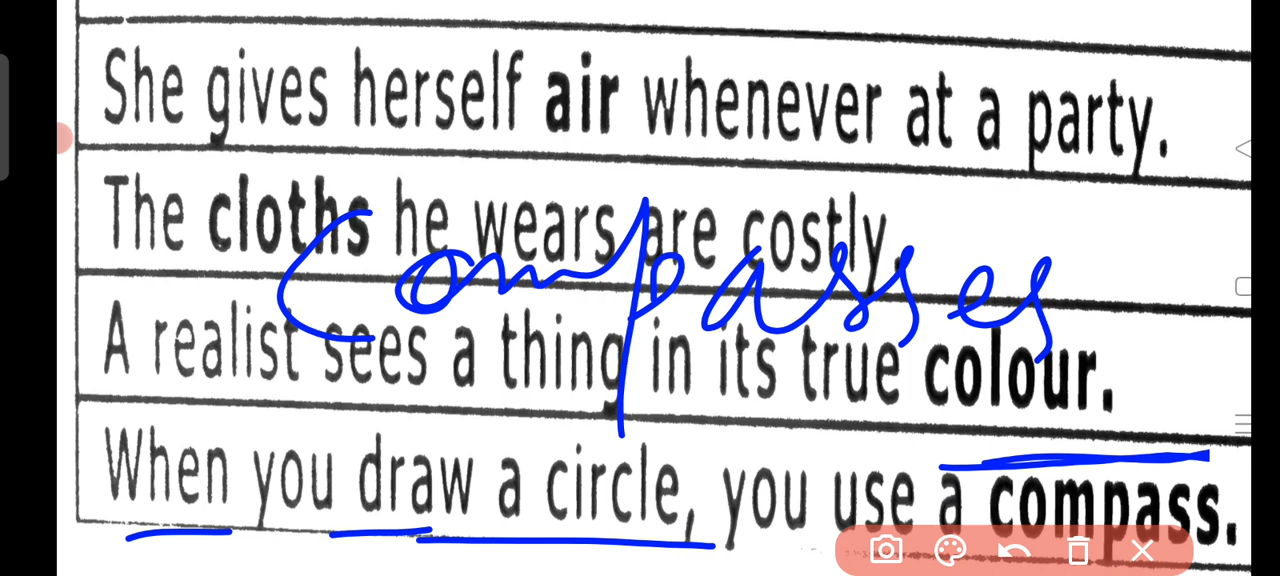 She gives herself air whenever at a party.
The cloths he wears are costly.
Compasses
A realist sees a thing in its true colour.
When you draw a circle, you use a compass.